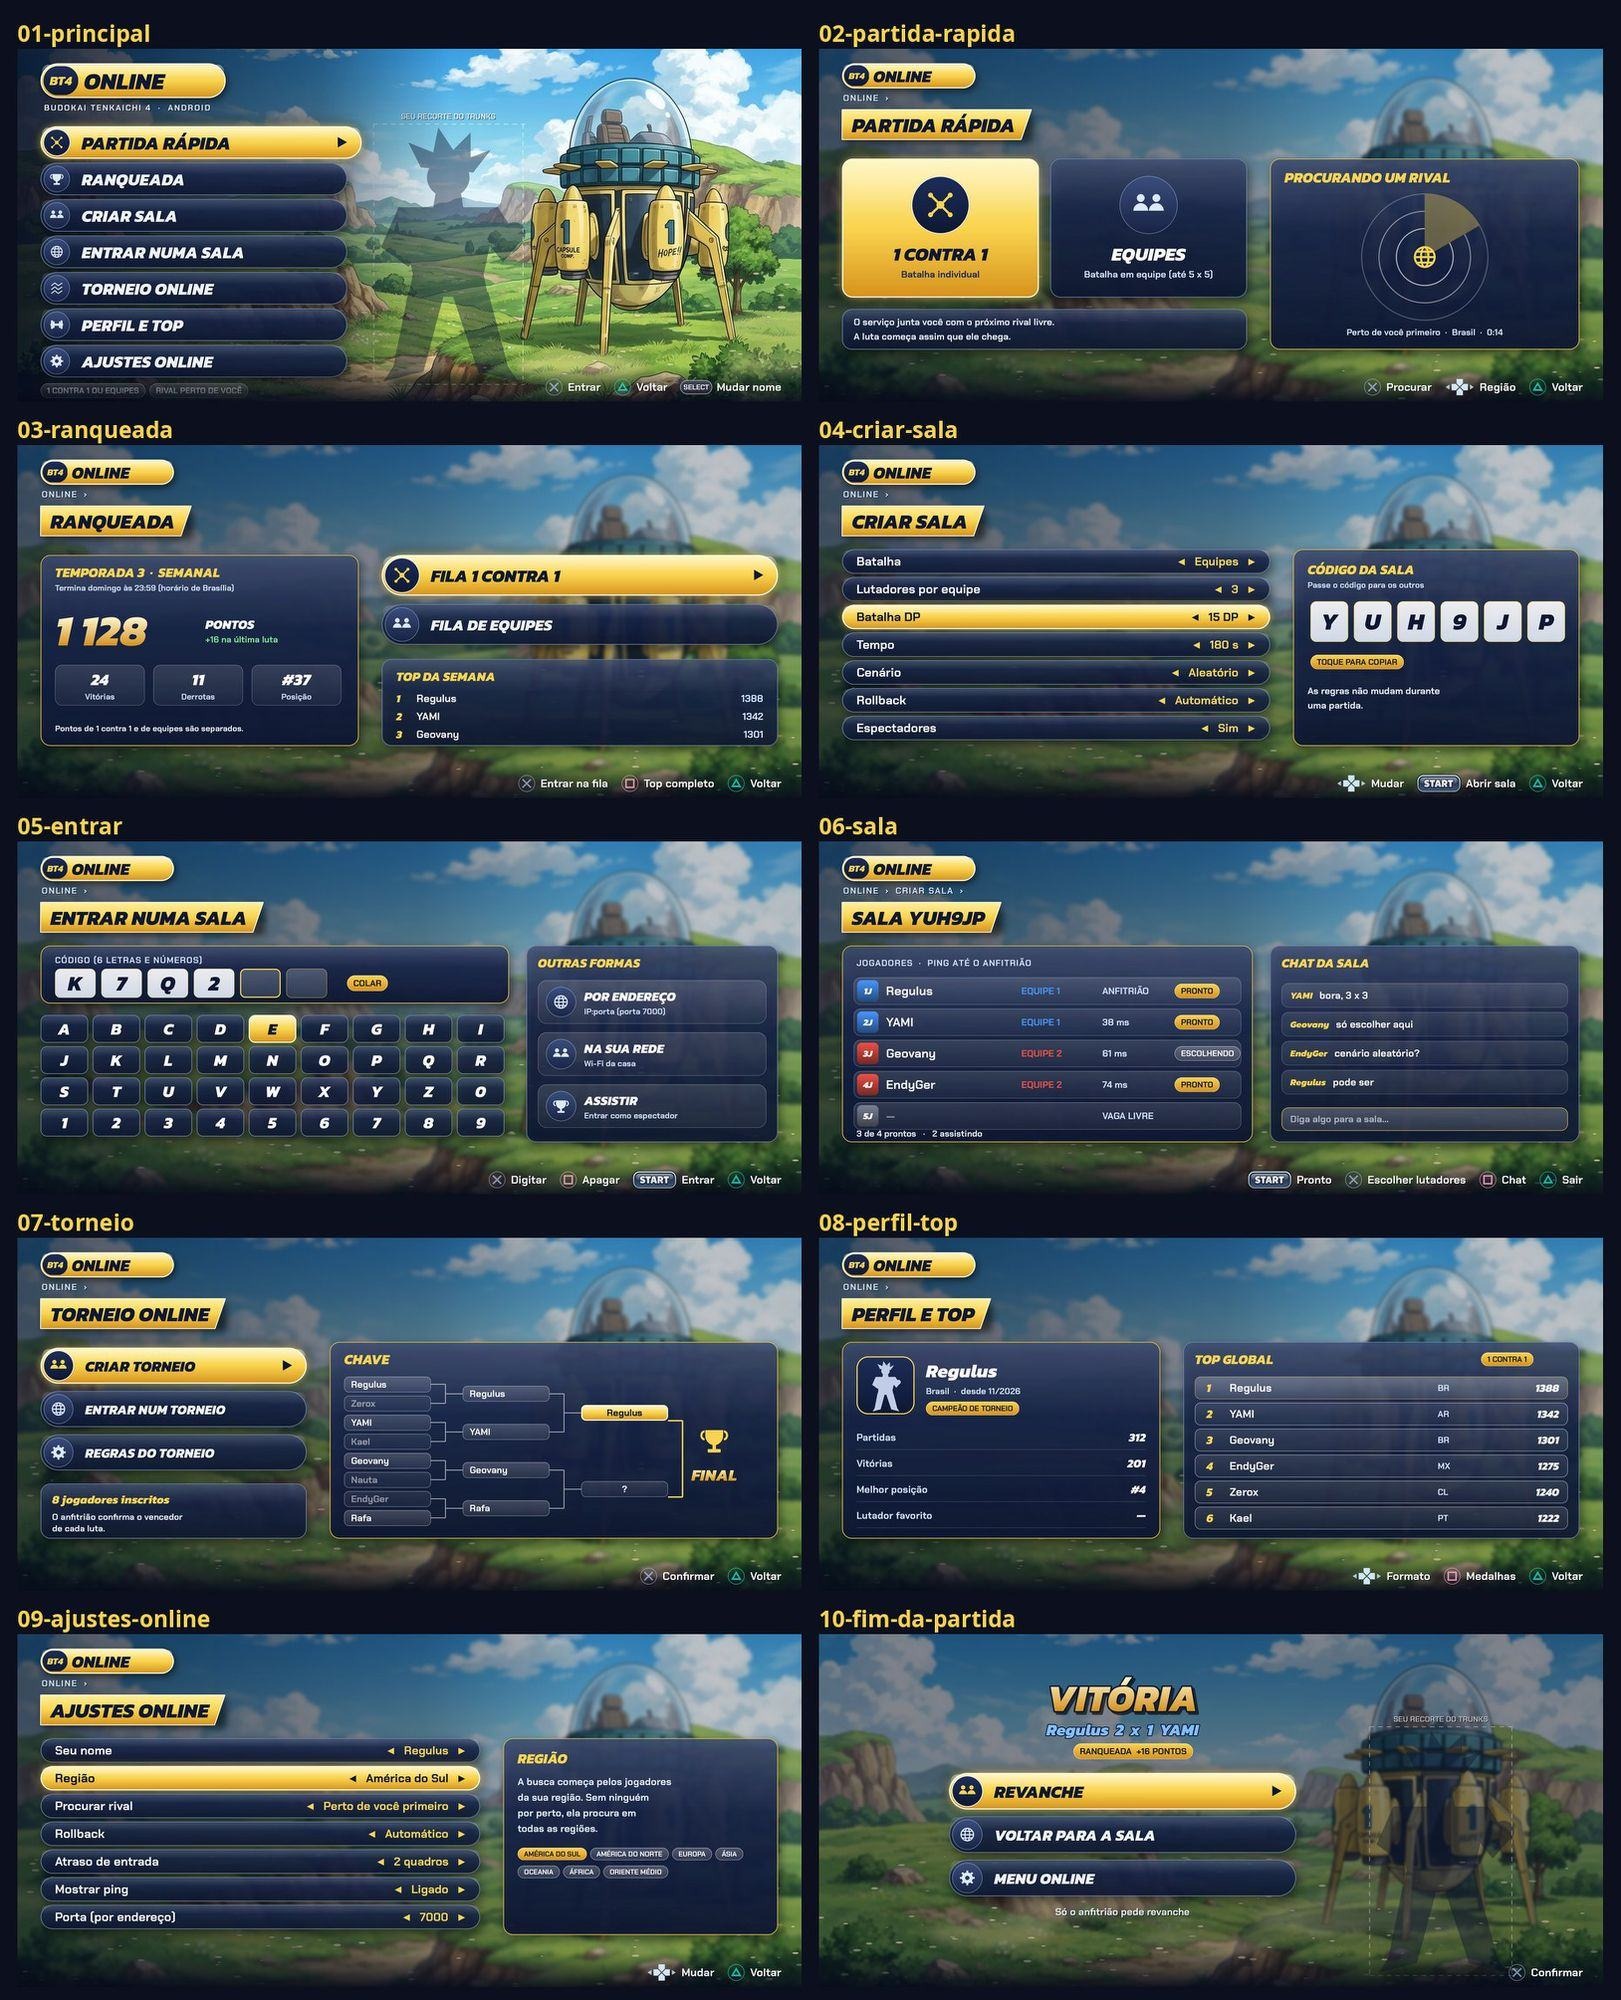 01-principal
BT4 ONLINE
BUDOKAI TENKAICHI 4 · ANDROID
PARTIDA RÁPIDA
RANQUEADA
CRIAR SALA
ENTRAR NUMA SALA
TORNEIO ONLINE
PERFIL E TOP
AJUSTES ONLINE
1 CONTRA 1 OU EQUIPES RIVAL PERTO DE VOCÊ
SEU RECORTE DO TRUNKS
1 CAPSULE COMP.
1 HOPE!!
Entrar Voltar SELECT Mudar nome
02-partida-rapida
BT4 ONLINE
ONLINE ›
PARTIDA RÁPIDA
1 CONTRA 1
Batalha individual
EQUIPES
Batalha em equipe (até 5 x 5)
O serviço junta você com o próximo rival livre.
A luta começa assim que ele chega.
PROCURANDO UM RIVAL
Perto de você primeiro · Brasil · 0:14
Procurar Região Voltar
03-ranqueada
BT4 ONLINE
ONLINE ›
RANQUEADA
TEMPORADA 3 · SEMANAL
Termina domingo às 23:59 (horário de Brasília)
1 128 PONTOS
+16 na última luta
24 Vitórias
11 Derrotas
#37 Posição
Pontos de 1 contra 1 e de equipes são separados.
FILA 1 CONTRA 1
FILA DE EQUIPES
TOP DA SEMANA
1 Regulus 1388
2 YAMI 1342
3 Geovany 1301
Entrar na fila Top completo Voltar
04-criar-sala
BT4 ONLINE
ONLINE ›
CRIAR SALA
Batalha ◄ Equipes ►
Lutadores por equipe ◄ 3 ►
Batalha DP ◄ 15 DP ►
Tempo ◄ 180 s ►
Cenário ◄ Aleatório ►
Rollback ◄ Automático ►
Espectadores ◄ Sim ►
CÓDIGO DA SALA
Passe o código para os outros
Y U H 9 J P
TOQUE PARA COPIAR
As regras não mudam durante
uma partida.
Mudar START Abrir sala Voltar
05-entrar
BT4 ONLINE
ONLINE ›
ENTRAR NUMA SALA
CÓDIGO (6 LETRAS E NÚMEROS)
K 7 Q 2 COLAR
A B C D E F G H I
J K L M N O P Q R
S T U V W X Y Z 0
1 2 3 4 5 6 7 8 9
OUTRAS FORMAS
POR ENDEREÇO
IP:porta (porta 7000)
NA SUA REDE
Wi-Fi da casa
ASSISTIR
Entrar como espectador
Digitar Apagar START Entrar Voltar
06-sala
BT4 ONLINE
ONLINE › CRIAR SALA ›
SALA YUH9JP
JOGADORES · PING ATÉ O ANFITRIÃO
1J Regulus EQUIPE 1 ANFITRIÃO PRONTO
2J YAMI EQUIPE 1 38 ms PRONTO
3J Geovany EQUIPE 2 61 ms ESCOLHENDO
4J EndyGer EQUIPE 2 74 ms PRONTO
5J — VAGA LIVRE
3 de 4 prontos · 2 assistindo
CHAT DA SALA
YAMI bora, 3 x 3
Geovany só escolher aqui
EndyGer cenário aleatório?
Regulus pode ser
Diga algo para a sala...
START Pronto Escolher lutadores Chat Sair
07-torneio
BT4 ONLINE
ONLINE ›
TORNEIO ONLINE
CRIAR TORNEIO
ENTRAR NUM TORNEIO
REGRAS DO TORNEIO
8 jogadores inscritos
O anfitrião confirma o vencedor
de cada luta.
CHAVE
Regulus
Zerox
YAMI
Kael
Geovany
Nauta
EndyGer
Rafa
Regulus
YAMI
Geovany
Rafa
Regulus
?
FINAL
Confirmar Voltar
08-perfil-top
BT4 ONLINE
ONLINE ›
PERFIL E TOP
Regulus
Brasil · desde 11/2026
CAMPEÃO DE TORNEIO
Partidas 312
Vitórias 201
Melhor posição #4
Lutador favorito —
TOP GLOBAL 1 CONTRA 1
1 Regulus BR 1388
2 YAMI AR 1342
3 Geovany BR 1301
4 EndyGer MX 1275
5 Zerox CL 1240
6 Kael PT 1222
Formato Medalhas Voltar
09-ajustes-online
BT4 ONLINE
ONLINE ›
AJUSTES ONLINE
Seu nome ◄ Regulus ►
Região ◄ América do Sul ►
Procurar rival ◄ Perto de você primeiro ►
Rollback ◄ Automático ►
Atraso de entrada ◄ 2 quadros ►
Mostrar ping ◄ Ligado ►
Porta (por endereço) ◄ 7000 ►
REGIÃO
A busca começa pelos jogadores
da sua região. Sem ninguém
por perto, ela procura em
todas as regiões.
AMÉRICA DO SUL AMÉRICA DO NORTE EUROPA ÁSIA
OCEANIA ÁFRICA ORIENTE MÉDIO
Mudar Voltar
10-fim-da-partida
VITÓRIA
Regulus 2 x 1 YAMI
RANQUEADA +16 PONTOS
REVANCHE
VOLTAR PARA A SALA
MENU ONLINE
Só o anfitrião pede revanche
SEU RECORTE DO TRUNKS
Confirmar